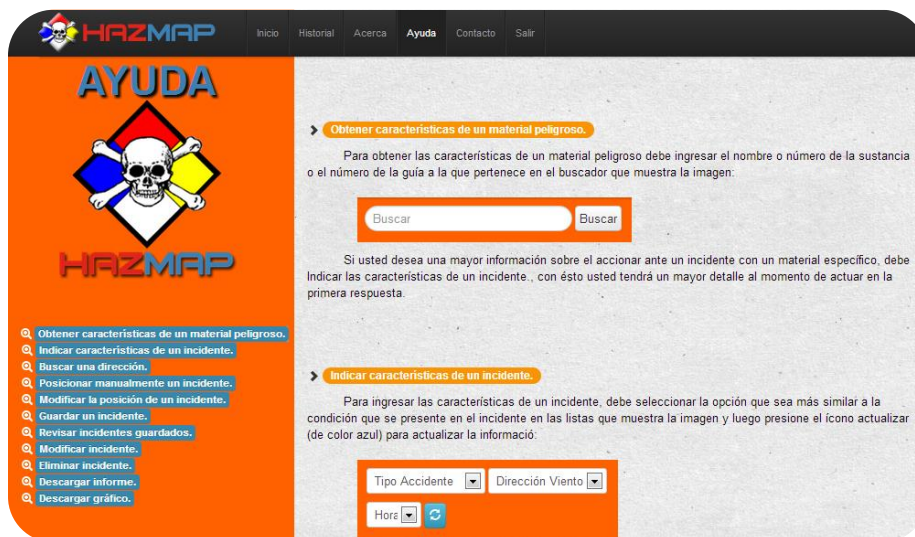 HAZMAP
Inicio
Historial
Acerca
Ayuda
Contacto
Salir
AYUDA
HAZMAP
Obtener características de un material peligroso.
Indicar características de un incidente.
Buscar una dirección.
Posicionar manualmente un incidente.
Modificar la posición de un incidente.
Guardar un incidente.
Revisar incidentes guardados.
Modificar incidente.
Eliminar incidente.
Descargar informe.
Descargar gráfico.
Obtener características de un material peligroso.
Para obtener las características de un material peligroso debe ingresar el nombre o número de la sustancia
o el número de la guía a la que pertenece en el buscador que muestra la imagen:
Buscar
Buscar
Si usted desea una mayor información sobre el accionar ante un incidente con un material específico, debe
Indicar las características de un incidente., con ésto usted tendrá un mayor detalle al momento de actuar en la
primera respuesta.
Indicar características de un incidente.
Para ingresar las características de un incidente, debe seleccionar la opción que sea más similar a la
condición que se presente en el incidente en las listas que muestra la imagen y luego presione el ícono actualizar
(de color azul) para actualizar la informació:
Tipo Accidente
Dirección Viento
Hora